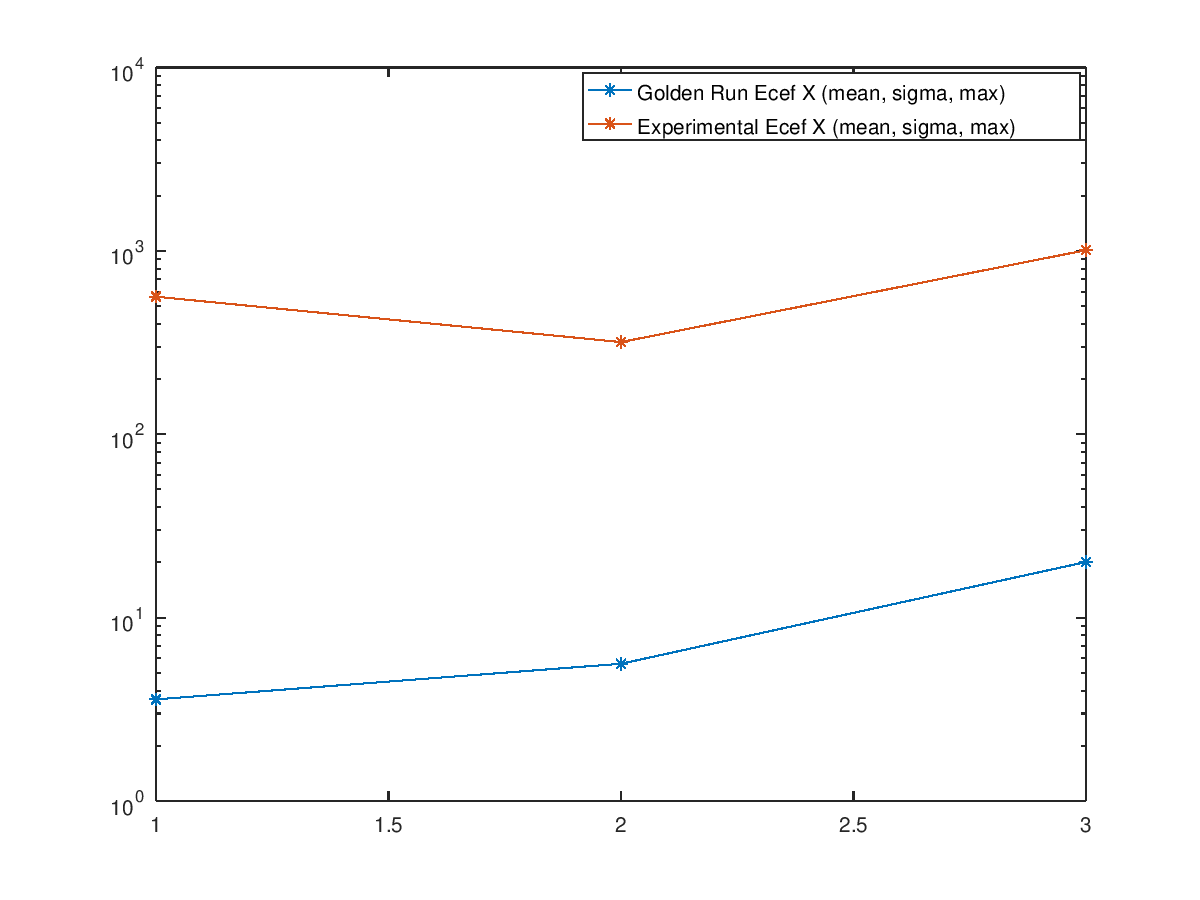 10^4
Golden Run Ecef X (mean, sigma, max)
Experimental Ecef X (mean, sigma, max)
10^3
10^2
10^1
10^0
1 1.5 2 2.5 3